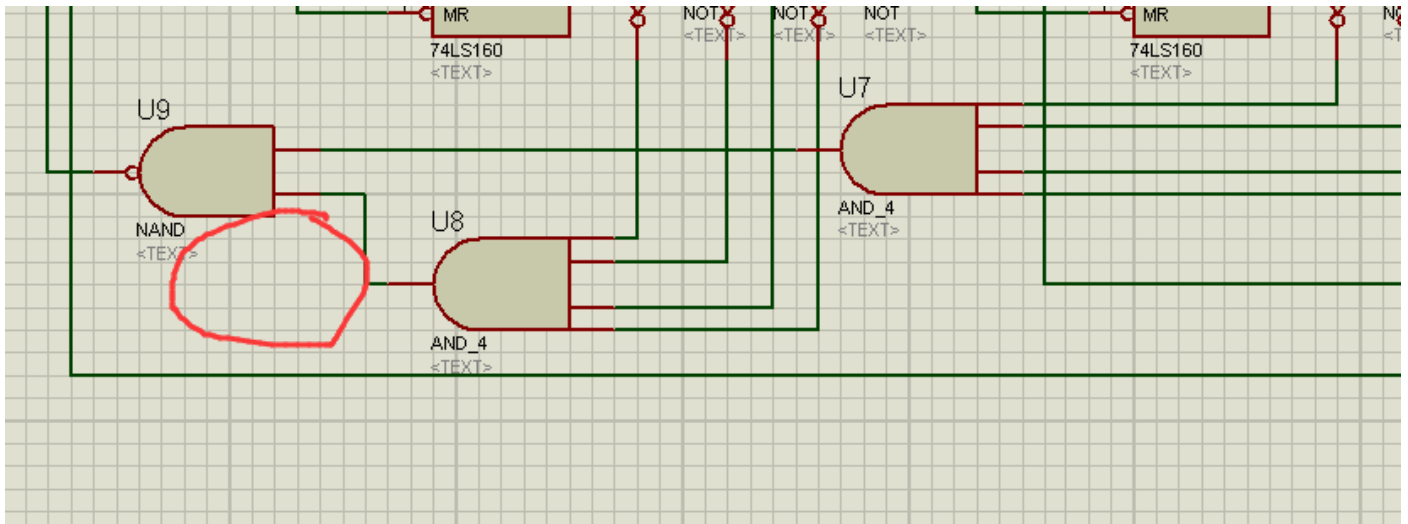 MR NOT NOT NOT MR
74LS160 <TEXT> <TEXT> <TEXT> 74LS160
<TEXT> <TEXT>
U7
U9
AND_4
U8 <TEXT>
NAND
<TEXT>
AND_4
<TEXT>